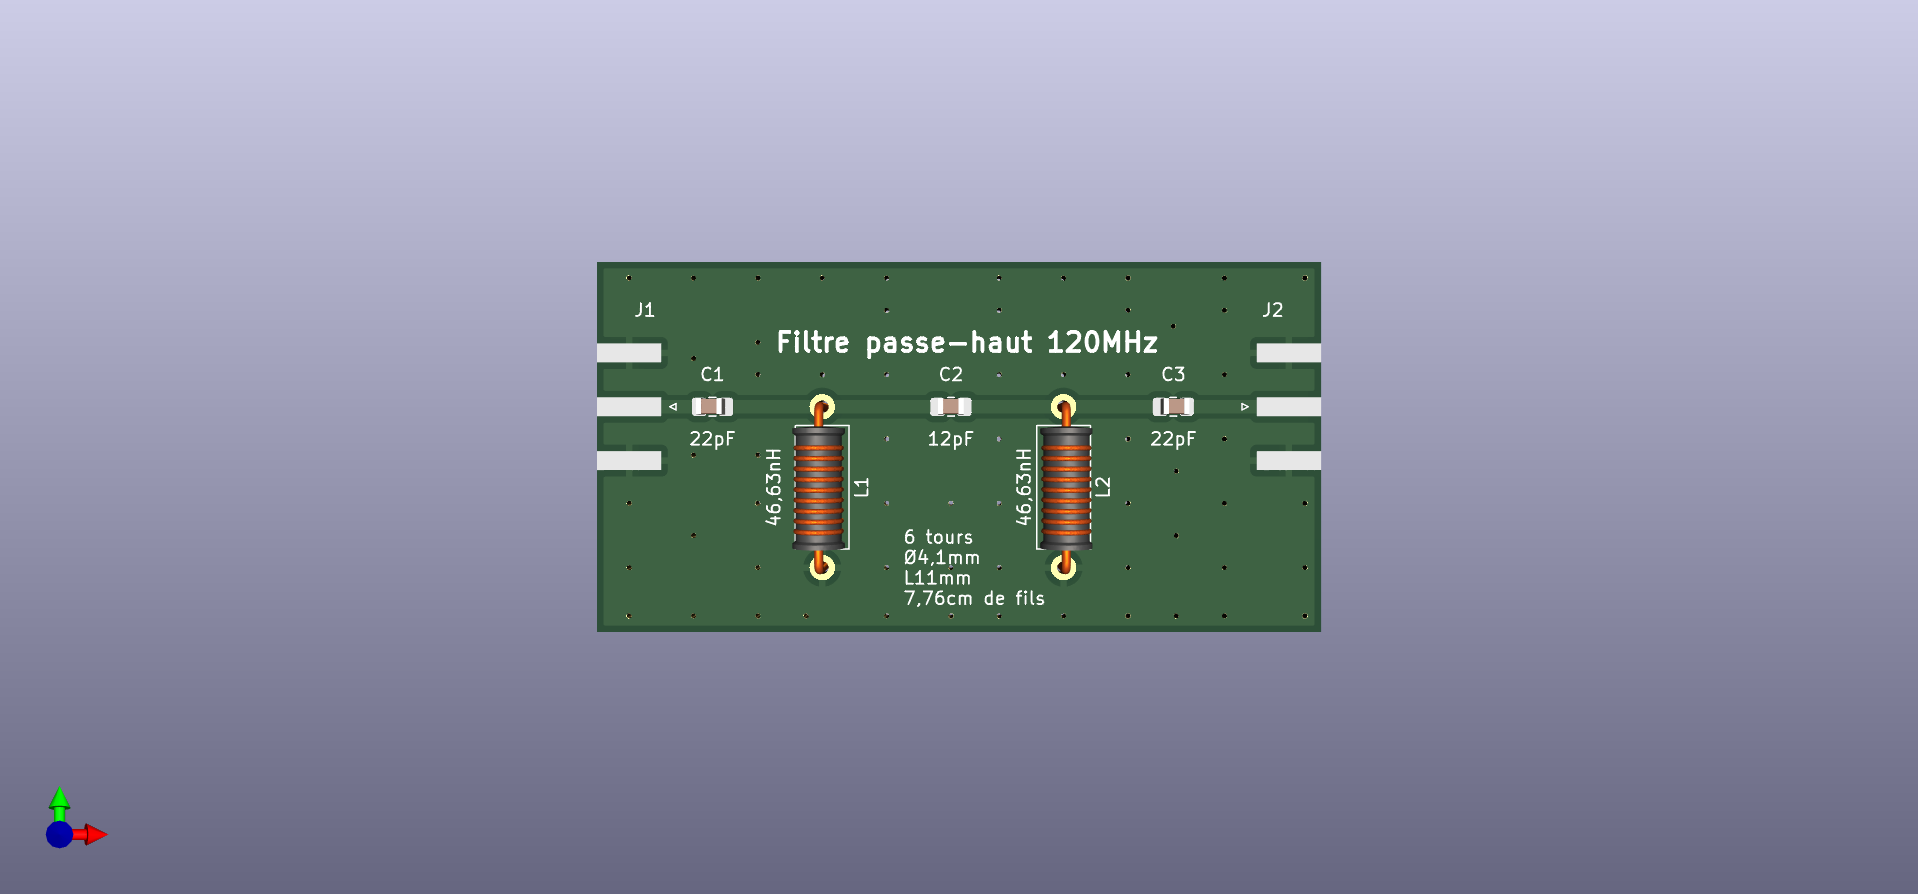 J1
J2
Filtre passe-haut 120MHz
C1
C2
C3
22pF
12pF
22pF
46,63nH
L1
46,63nH
L2
6 tours
Ø4,1mm
L11mm
7,76cm de fils